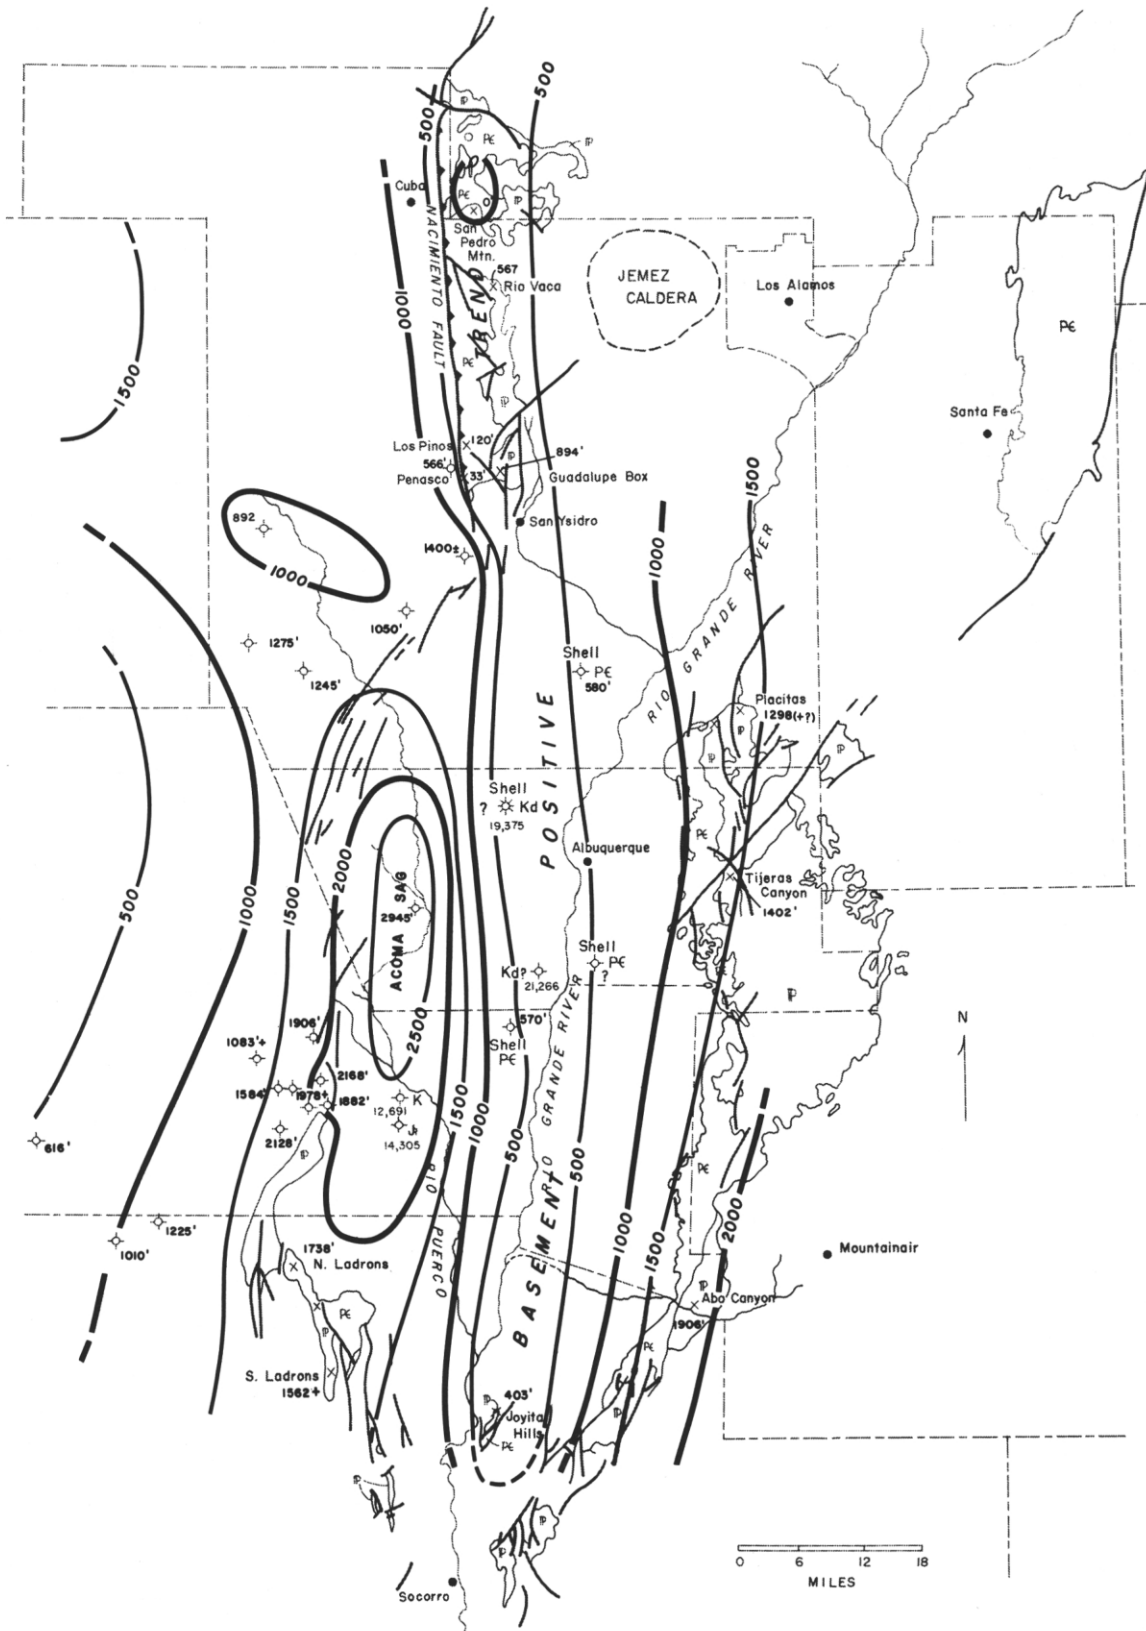 500
500
ℙ
P€
ℙ
P
Cuba
P€
0'
ℙ
San
Pedro
Mtn.
NACIMIENTO FAULT
1000
567
Rio Vaca
TREND
JEMEZ
CALDERA
Los Alamos
P€
1500
P€
ℙ
Santa Fe
Los Pinos
120'
566'
ℙ
894'
Penasco
33'
Guadalupe Box
1500
892
San Ysidro
1400±
1000
1000
RIO GRANDE RIVER
1050'
1275'
1245'
Shell
P€
580'
Placitas
1298(+?)
ℙ
ℙ
POSITIVE
Shell
? Kd
19,375
P€
Albuquerque
2000
ACOMA SAG
500
1000
1500
2945'
Tijeras
Canyon
1402'
Shell
P€
?
Kd?
21,266
P€
ℙ
2500
1906'
570'
Shell
P€
1083'+
N
1584'
2168'
1978+
1882'
K
12,691
J
14,305
1500
1000
2128'
616'
ℙ
500
500
RIO GRANDE RIVER
P€
RIO PUERCO
BASEMENT
1000
1500
2000
1225'
1010'
1738'
N. Ladrons
Mountainair
ℙ
Abo Canyon
1906'
P€
ℙ
P€
S. Ladrons
1562+
403'
ℙ
Joyita
Hills
P€
ℙ
ℙ
ℙ
ℙ
0 6 12 18
MILES
Socorro